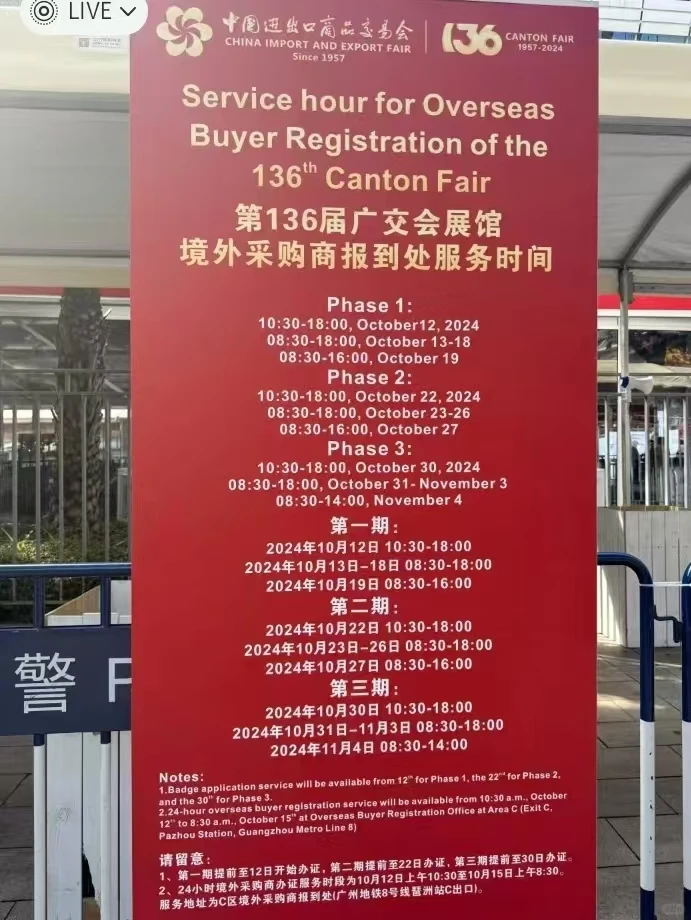 LIVE
中国进出口商品交易会
CHINA IMPORT AND EXPORT FAIR
Since 1957
136 CANTON FAIR
1957-2024
Service hour for Overseas
Buyer Registration of the
136th Canton Fair
第136届广交会展馆
境外采购商报到处服务时间
Phase 1:
10:30-18:00, October12, 2024
08:30-18:00, October 13-18
08:30-16:00, October 19
Phase 2:
10:30-18:00, October 22, 2024
08:30-18:00, October 23-26
08:30-16:00, October 27
Phase 3:
10:30-18:00, October 30, 2024
08:30-18:00, October 31- November 3
08:30-14:00, November 4
第一期:
2024年10月12日 10:30-18:00
2024年10月13日-18日 08:30-18:00
2024年10月19日 08:30-16:00
第二期:
2024年10月22日 10:30-18:00
2024年10月23日-26日 08:30-18:00
2024年10月27日 08:30-16:00
第三期:
2024年10月30日 10:30-18:00
2024年10月31日-11月3日 08:30-18:00
2024年11月4日 08:30-14:00
警 P
Notes:
1.Badge application service will be available from 12th for Phase 1, the 22nd for Phase 2,
and the 30th for Phase 3.
2.24-hour overseas buyer registration service will be available from 10:30 a.m., October
12th to 8:30 a.m., October 15th at Overseas Buyer Registration Office at Area C (Exit C,
Pazhou Station, Guangzhou Metro Line 8)
请留意:
1、第一期提前至12日开始办证，第二期提前至22日办证，第三期提前至30日办证。
2、24小时境外采购商办证服务时段为10月12日上午10:30至10月15日上午8:30。
服务地址为C区境外采购商报到处(广州地铁8号线琶洲站C出口)。